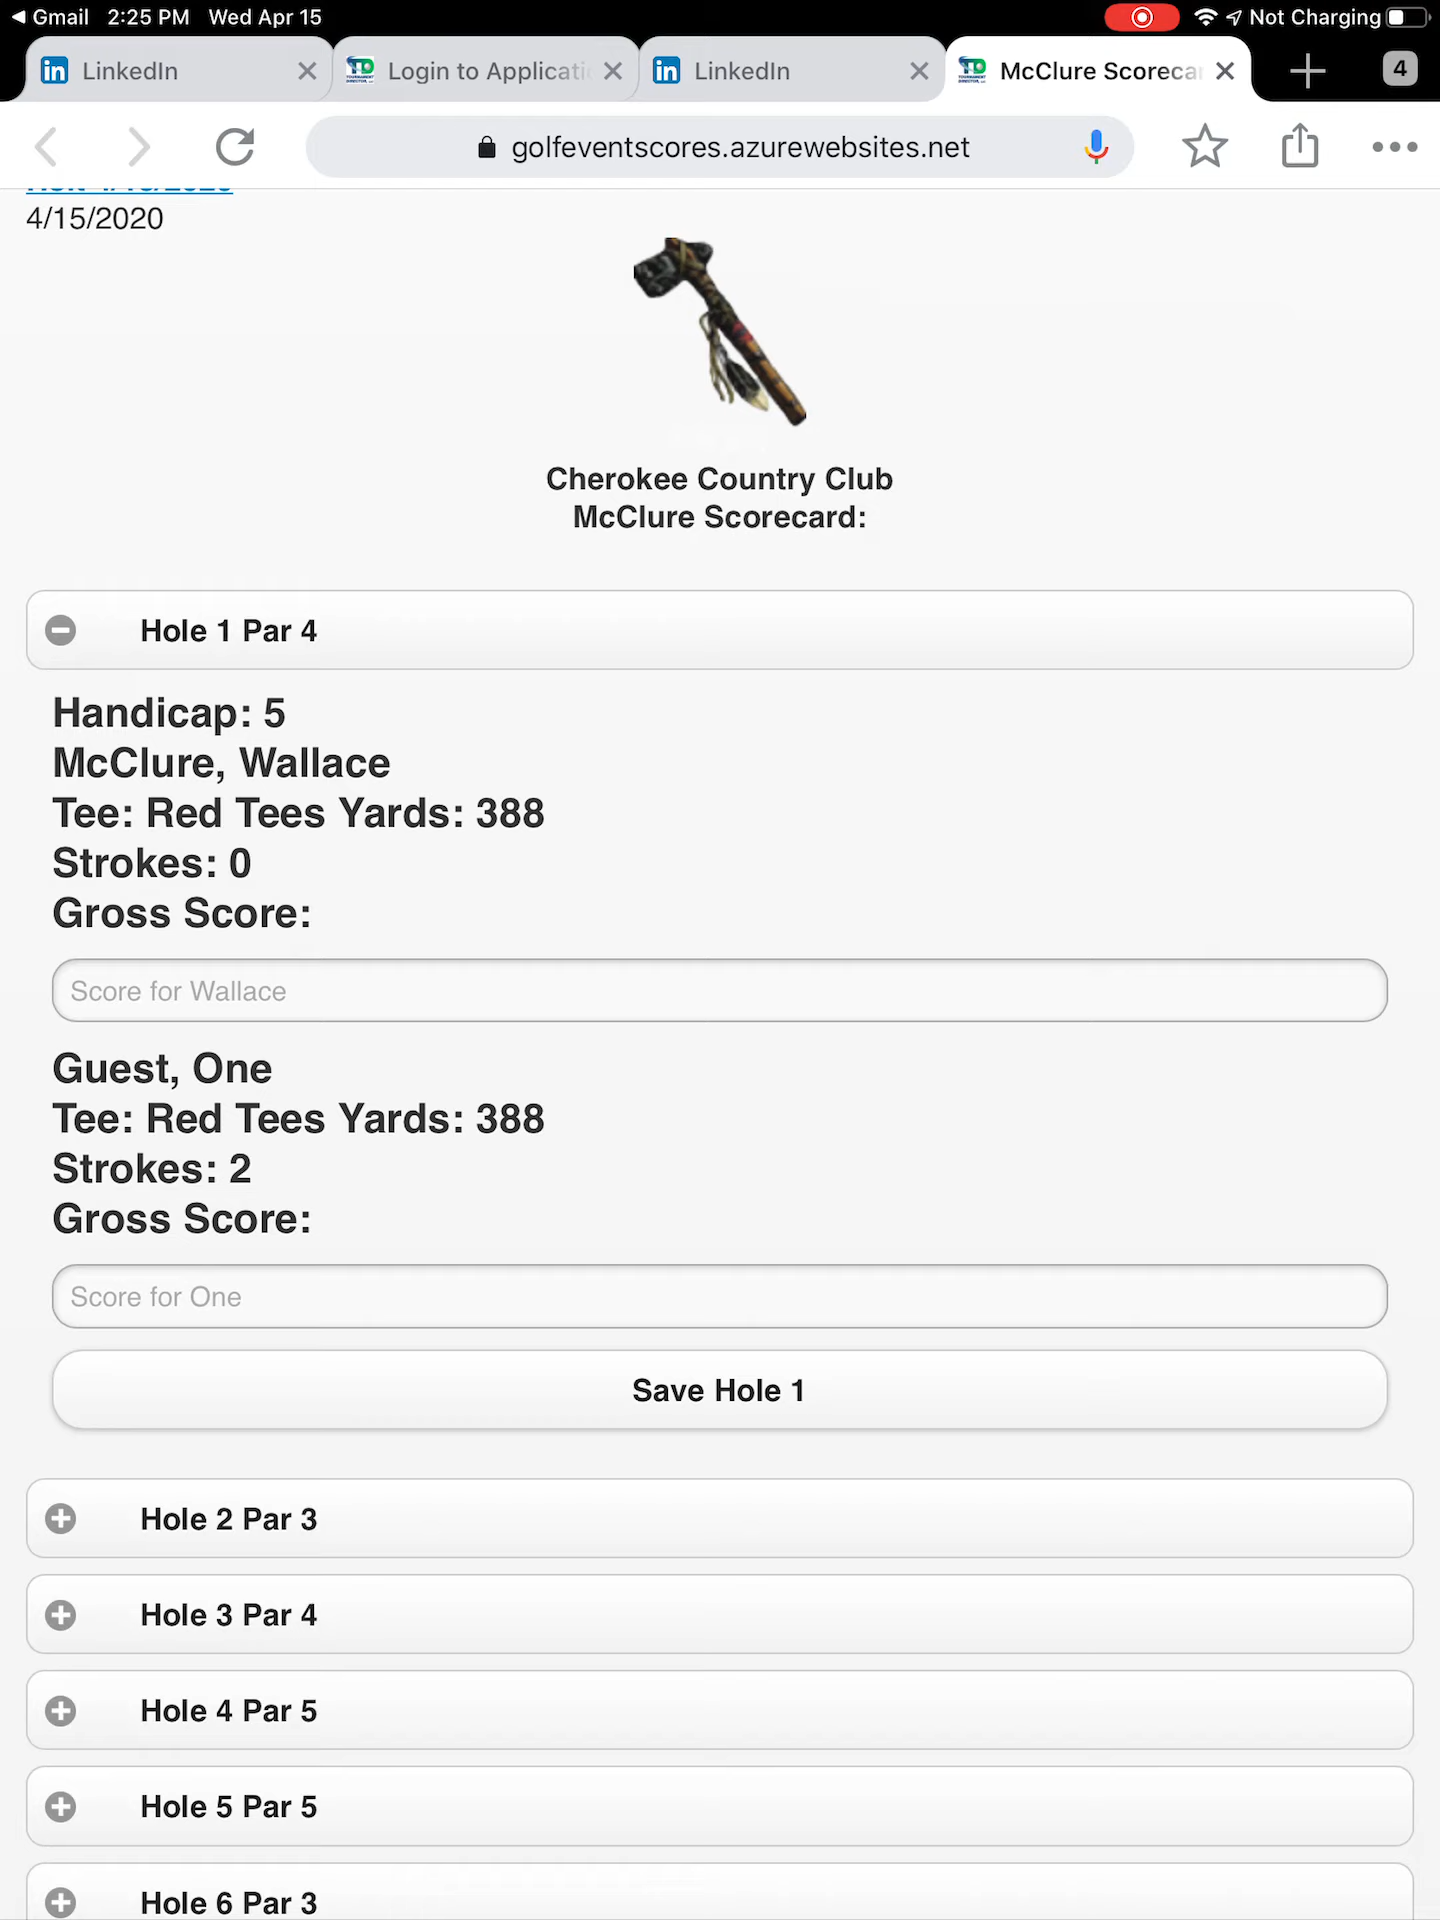 Gmail 2:25 PM Wed Apr 15 Not Charging
LinkedIn Login to Applicati LinkedIn McClure Scoreca 4
golfeventscores.azurewebsites.net
4/15/2020
Cherokee Country Club
McClure Scorecard:
Hole 1 Par 4
Handicap: 5
McClure, Wallace
Tee: Red Tees Yards: 388
Strokes: 0
Gross Score:
Score for Wallace
Guest, One
Tee: Red Tees Yards: 388
Strokes: 2
Gross Score:
Score for One
Save Hole 1
Hole 2 Par 3
Hole 3 Par 4
Hole 4 Par 5
Hole 5 Par 5
Hole 6 Par 3